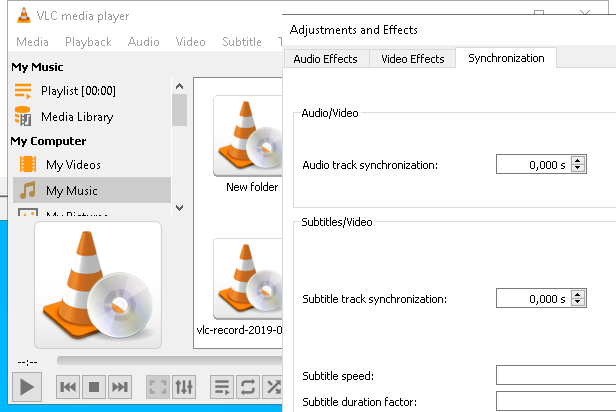 VLC media player
Media Playback Audio Video Subtitle
My Music
Playlist [00:00]
Media Library
My Computer
My Videos
My Music
My Pictures
New folder
vlc-record-2019-0
--:--
Adjustments and Effects
Audio Effects Video Effects Synchronization
Audio/Video
Audio track synchronization: 0,000 s
Subtitles/Video
Subtitle track synchronization: 0,000 s
Subtitle speed:
Subtitle duration factor: